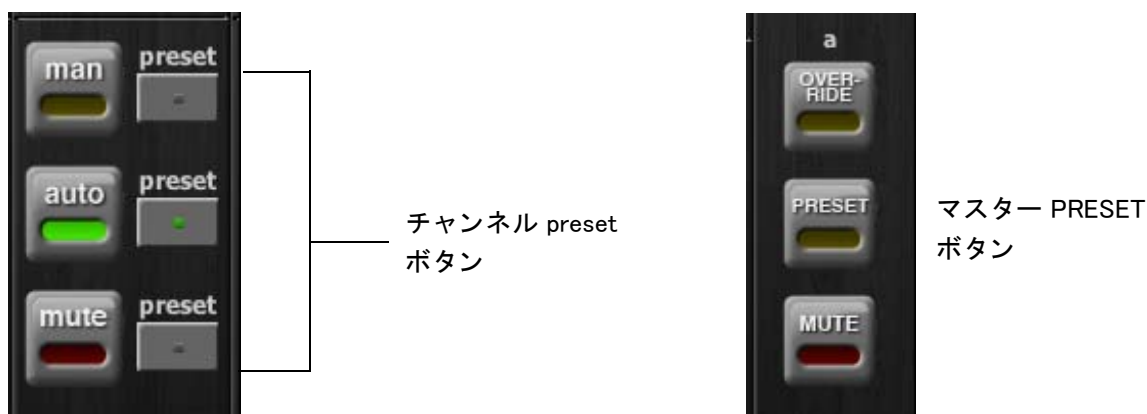 man
preset
auto
preset
mute
preset
チャンネル preset
ボタン
a
OVER-
RIDE
PRESET
MUTE
マスター PRESET
ボタン